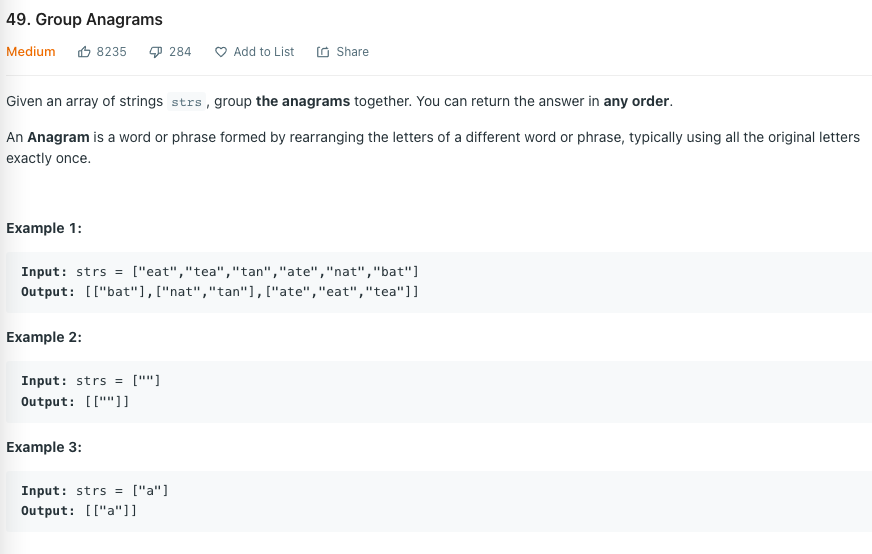 49. Group Anagrams
Medium 8235 284 Add to List Share
Given an array of strings strs , group the anagrams together. You can return the answer in any order.
An Anagram is a word or phrase formed by rearranging the letters of a different word or phrase, typically using all the original letters
exactly once.
Example 1:
Input: strs = ["eat","tea","tan","ate","nat","bat"]
Output: [["bat"],["nat","tan"],["ate","eat","tea"]]
Example 2:
Input: strs = [""]
Output: [[""]]
Example 3:
Input: strs = ["a"]
Output: [["a"]]